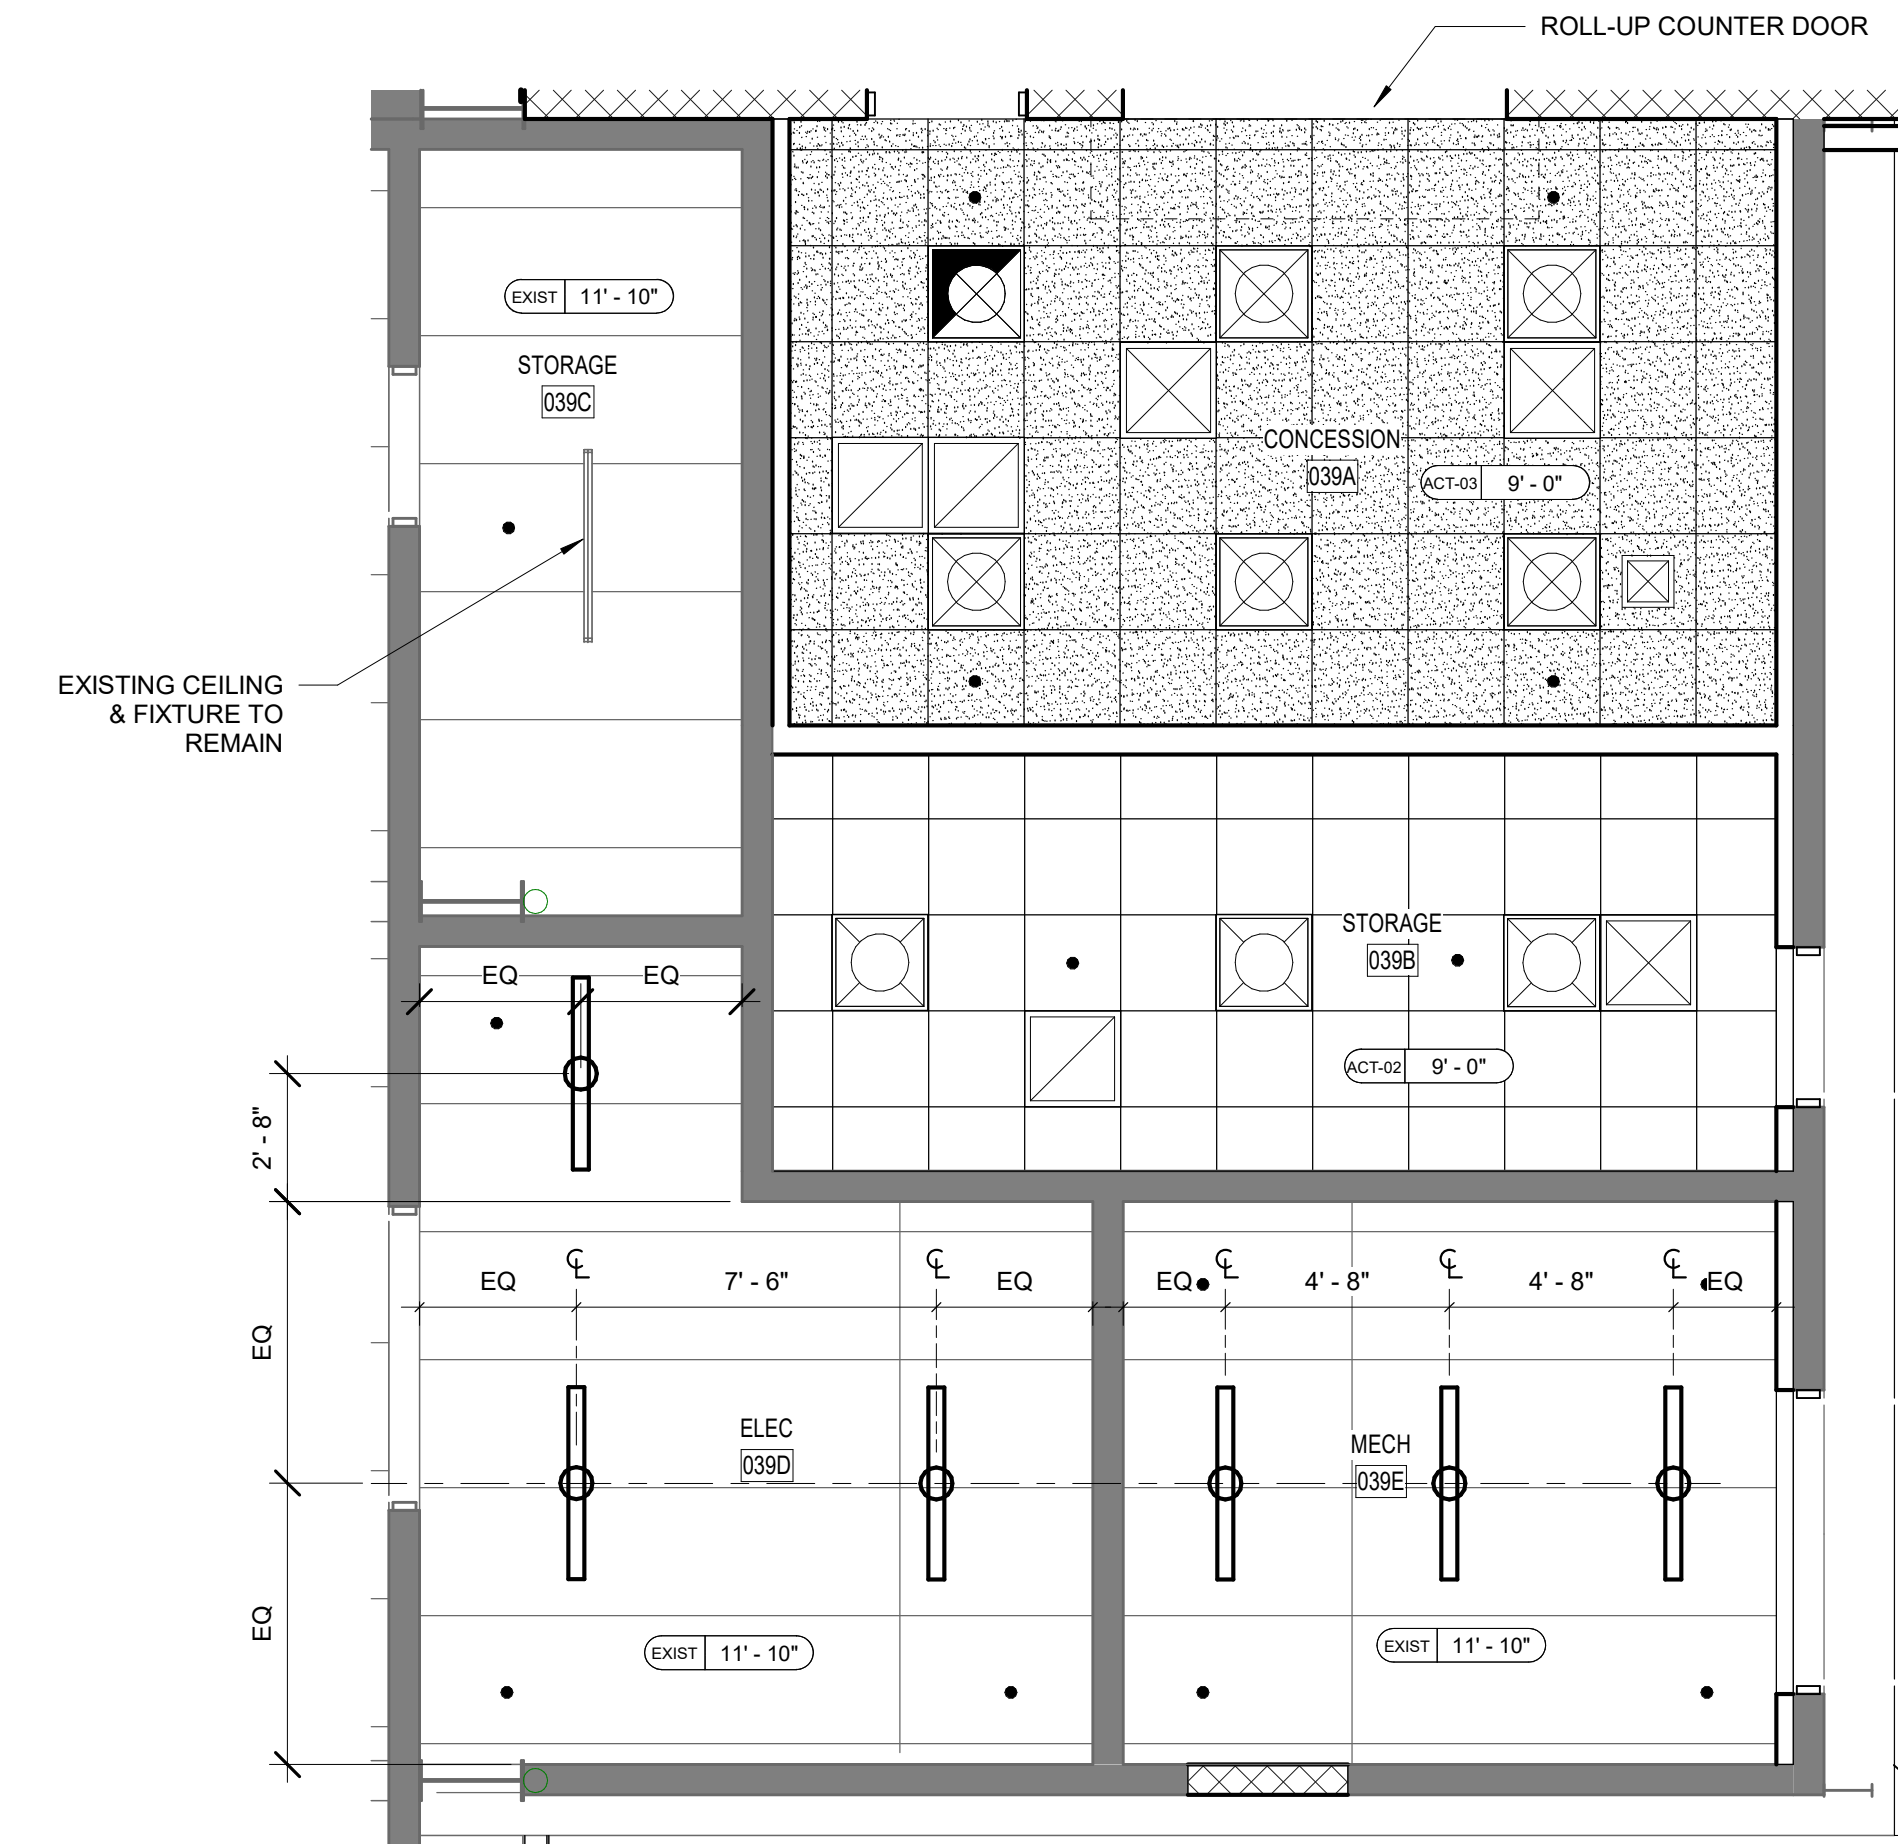 ROLL-UP COUNTER DOOR
EXIST 11' - 10"
STORAGE
039C
CONCESSION
039A
ACT-03 9' - 0"
EXISTING CEILING
& FIXTURE TO
REMAIN
STORAGE
039B
EQ EQ
ACT-02 9' - 0"
2' - 8"
EQ ℄ 7' - 6" ℄ EQ EQ ℄ 4' - 8" ℄ 4' - 8" ℄ EQ
EQ
ELEC
039D
MECH
039E
EQ
EXIST 11' - 10"
EXIST 11' - 10"